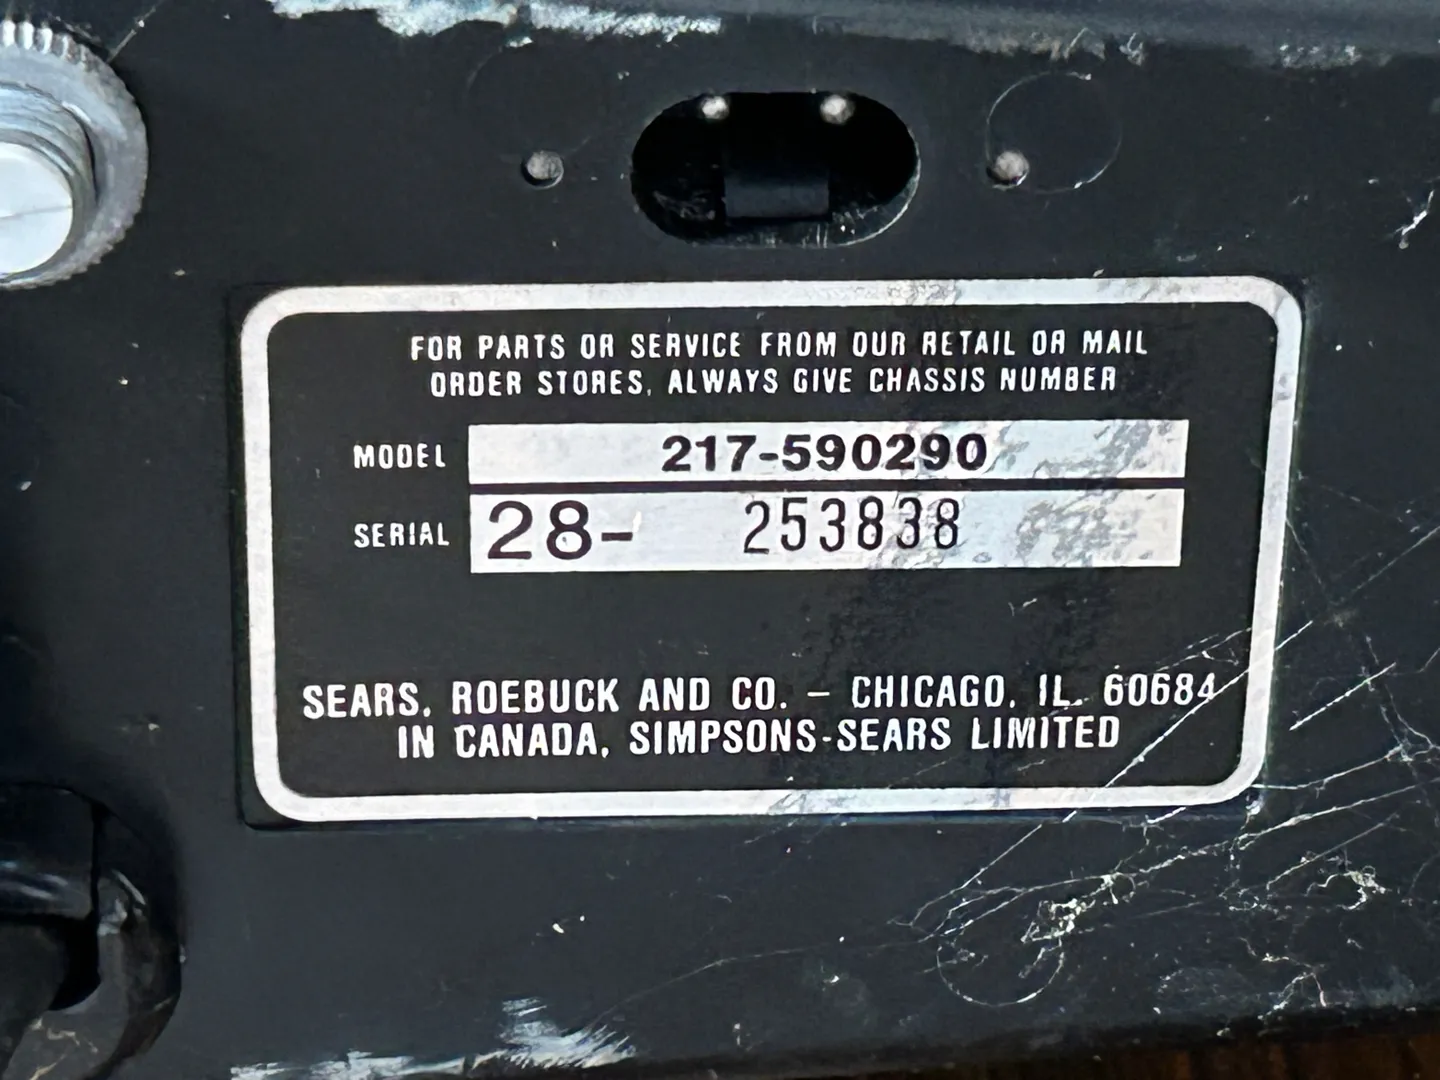 FOR PARTS OR SERVICE FROM OUR RETAIL OR MAIL
ORDER STORES, ALWAYS GIVE CHASSIS NUMBER
MODEL 217-590290
SERIAL 28- 253838
SEARS, ROEBUCK AND CO. – CHICAGO, IL. 60684
IN CANADA, SIMPSONS-SEARS LIMITED